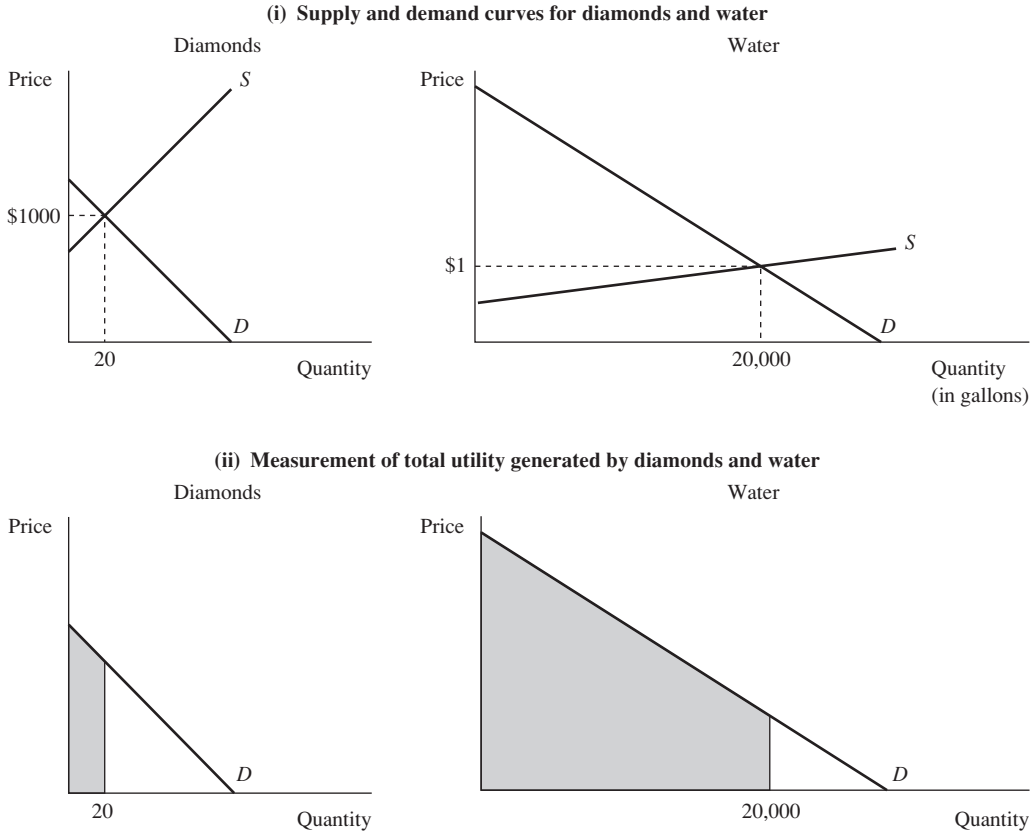 (i) Supply and demand curves for diamonds and water
Diamonds
Water
Price
S
$1000
D
20
Quantity
Price
S
$1
D
20,000
Quantity
(in gallons)
(ii) Measurement of total utility generated by diamonds and water
Diamonds
Water
Price
D
20
Quantity
Price
D
20,000
Quantity